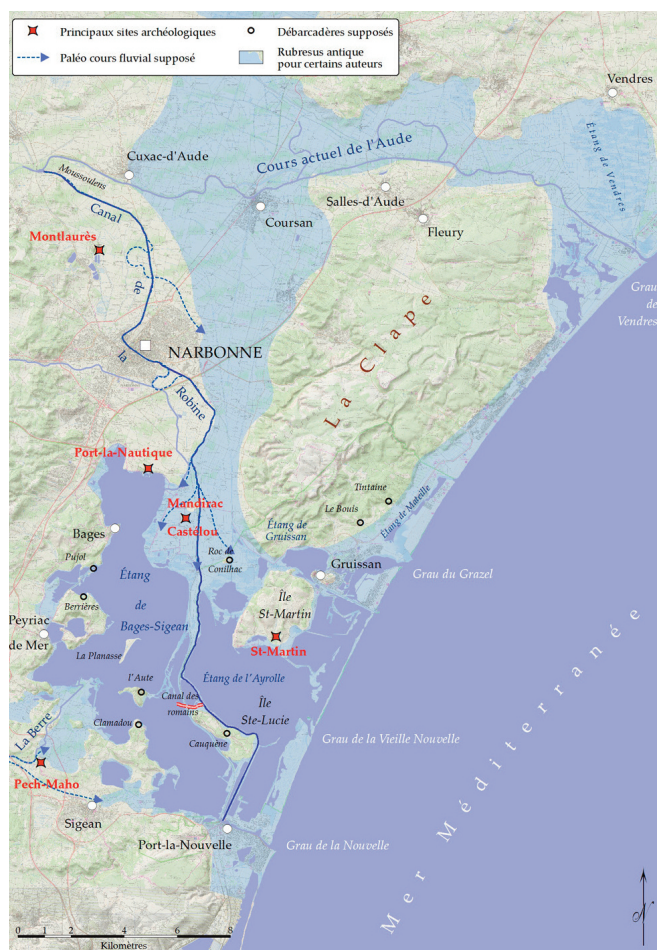 Principaux sites archéologiques
Débarcadères supposés
Paléo cours fluvial supposé
Rubresus antique
pour certains auteurs
Vendres
Étang de Vendres
Cuxac-d'Aude
Cours actuel de l'Aude
Moussoulens
Canal
Coursan
Salles-d'Aude
Fleury
Montlaurès
de
Grau
de
Vendres
La Clape
la
NARBONNE
Robine
Port-la-Nautique
Mandirac
Castélou
Tintaine
Le Bouis
Étang de Mateille
Bages
Étang de
Gruissan
Roc de
Conilhac
Gruissan
Grau du Grazel
Pujol
Étang
de
Bages-Sigean
Berrières
Île
St-Martin
Peyriac
de Mer
St-Martin
La Planasse
l'Aute
Étang de l'Ayrolle
Canal des
romains
Île
Ste-Lucie
Clamadou
Cauquène
La Berre
Grau de la Vieille Nouvelle
Pech-Maho
Sigean
Port-la-Nouvelle
Grau de la Nouvelle
Mer Méditerranée
0 2 4 6 8
Kilomètres
N